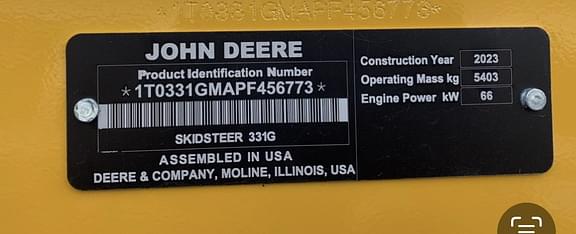 *1T0331GMAPF456773*
JOHN DEERE
Product Identification Number
*1T0331GMAPF456773*
SKIDSTEER 331G
ASSEMBLED IN USA
DEERE & COMPANY, MOLINE, ILLINOIS, USA
Construction Year 2023
Operating Mass kg 5403
Engine Power kW 66